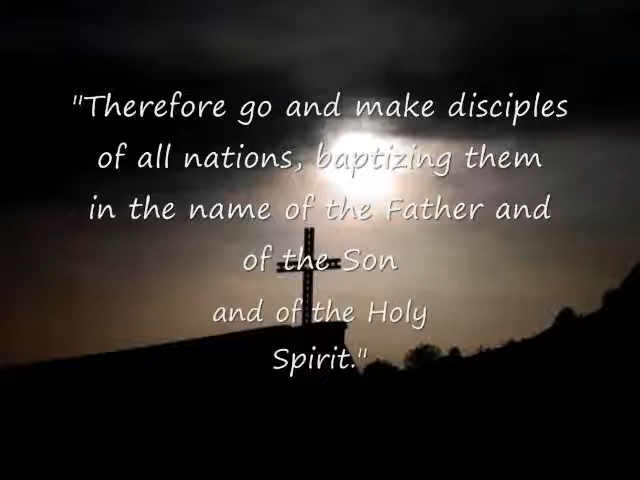 "Therefore go and make disciples
of all nations, baptizing them
in the name of the Father and
of the Son
and of the Holy
Spirit."